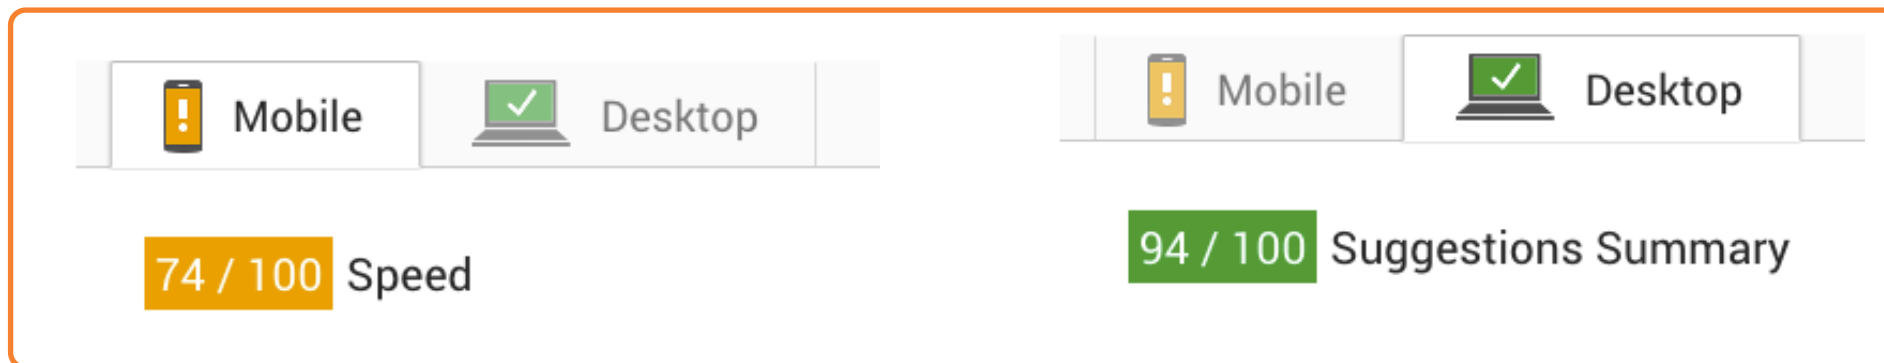 Mobile Desktop
74 / 100 Speed
Mobile Desktop
94 / 100 Suggestions Summary